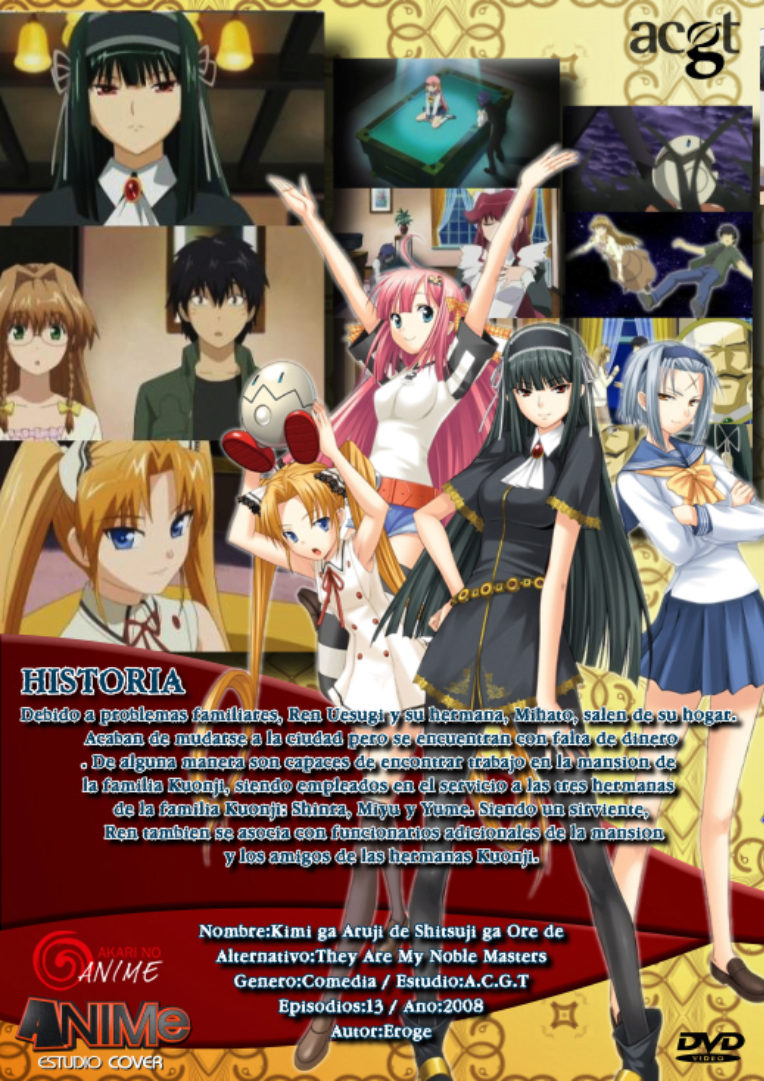 acgt
HISTORIA
Debido a problemas familiares, Ren Uesugi y su hermana, Mihato, salen de su hogar.
Acaban de mudarse a la ciudad pero se encuentran con falta de dinero
. De alguna manera son capaces de encontrar trabajo en la mansion de
la familia Kuonji, siendo empleados en el servicio a las tres hermanas
de la familia Kuonji: Shinra, Miyu y Yume. Siendo un sirviente,
Ren tambien se asocia con funcionarios adicionales de la mansion
y los amigos de las hermanas Kuonji.
Nombre:Kimi ga Aruji de Shitsuji ga Ore de
Alternativo:They Are My Noble Masters
Genero:Comedia / Estudio:A.C.G.T
Episodios:13 / Ano:2008
Autor:Eroge
AKARI NO
ANIME
ANIMe
ESTUDIO COVER
DVD
VIDEO